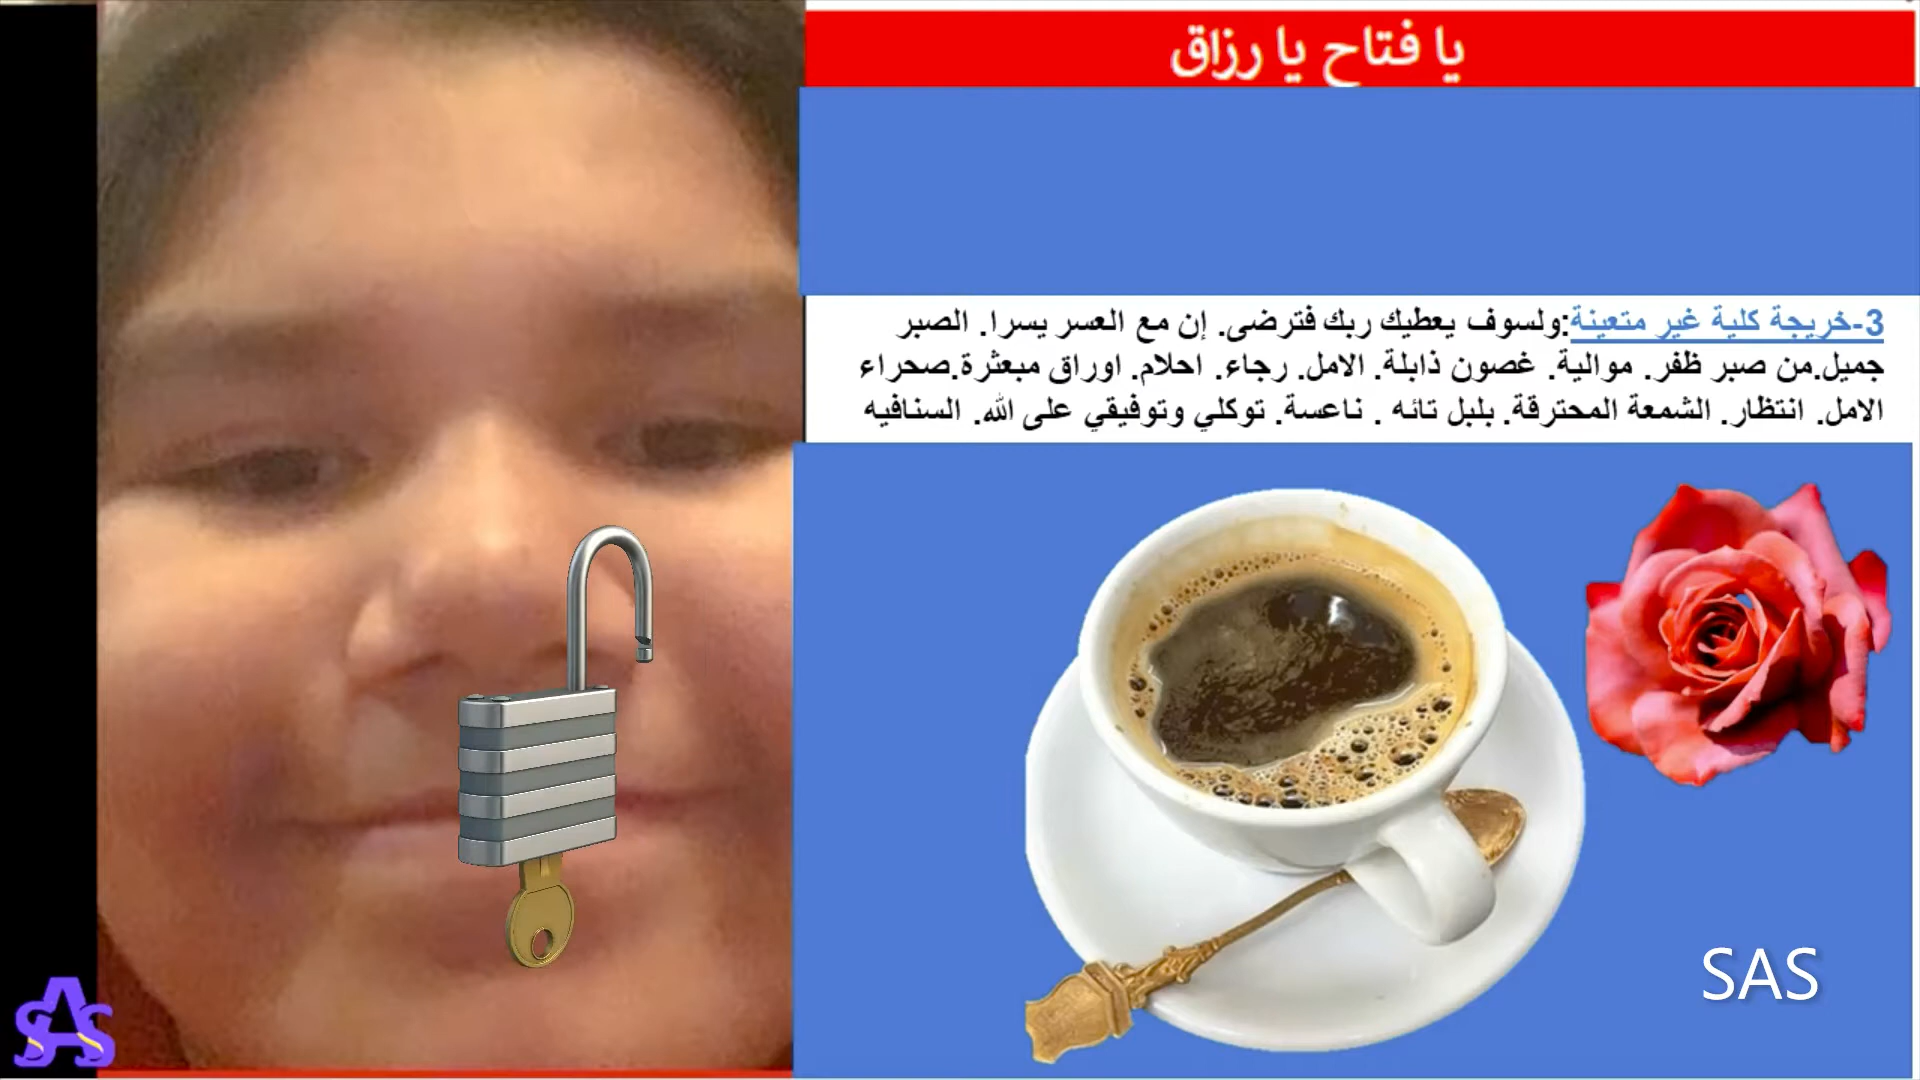 يا فتاح يا رزاق
3-خريجة كلية غير متعينة:ولسوف يعطيك ربك فترضى. إن مع العسر يسرا. الصبر
جميل.من صبر ظفر. موالية. غصون ذابلة. الامل. رجاء. احلام. اوراق مبعثرة.صحراء
الامل. انتظار. الشمعة المحترقة. بلبل تائه . ناعسة. توكلي وتوفيقي على الله. السنافيه
SAS
SAS